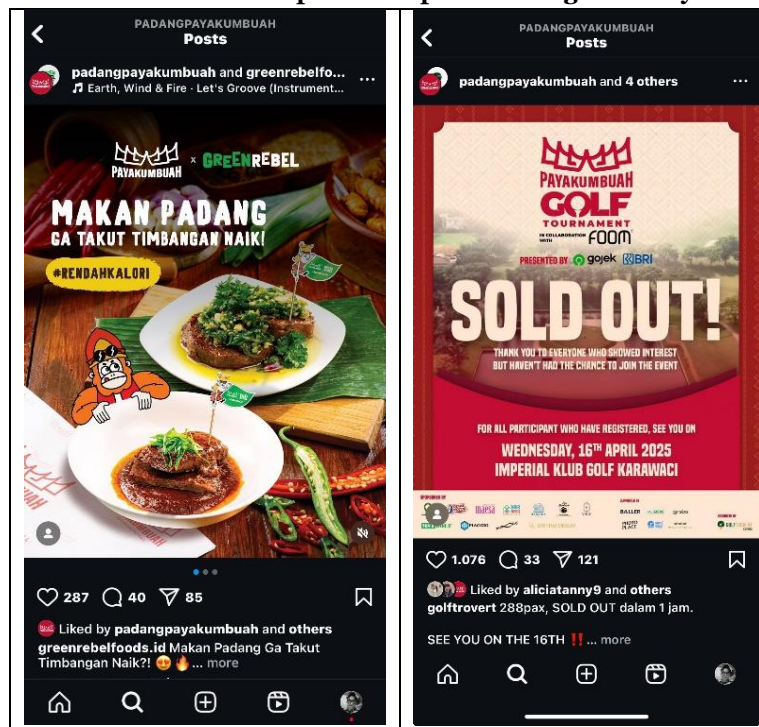 PADANGPAYAKUMBUAH
Posts
padangpayakumbuah and greenrebelfo...
Earth, Wind & Fire · Let's Groove (Instrument...
PAYAKUMBUAH × GREENREBEL
MAKAN PADANG
GA TAKUT TIMBANGAN NAIK!
#RENDAHKALORI
287 40 85
Liked by padangpayakumbuah and others
greenrebelfoods.id Makan Padang Ga Takut
Timbangan Naik?! 😍🔥... more
PADANGPAYAKUMBUAH
Posts
padangpayakumbuah and 4 others
PAYAKUMBUAH
GOLF
TOURNAMENT
IN COLLABORATION
WITH FOOM
PRESENTED BY gojek BRI
SOLD OUT!
THANK YOU TO EVERYONE WHO SHOWED INTEREST
BUT HAVEN'T HAD THE CHANCE TO JOIN THE EVENT
FOR ALL PARTICIPANT WHO HAVE REGISTERED, SEE YOU ON
WEDNESDAY, 16TH APRIL 2025
IMPERIAL KLUB GOLF KARAWACI
BALLER
1.076 33 121
Liked by aliciatanny9 and others
golftrovert 288pax, SOLD OUT dalam 1 jam.
SEE YOU ON THE 16TH ‼️... more